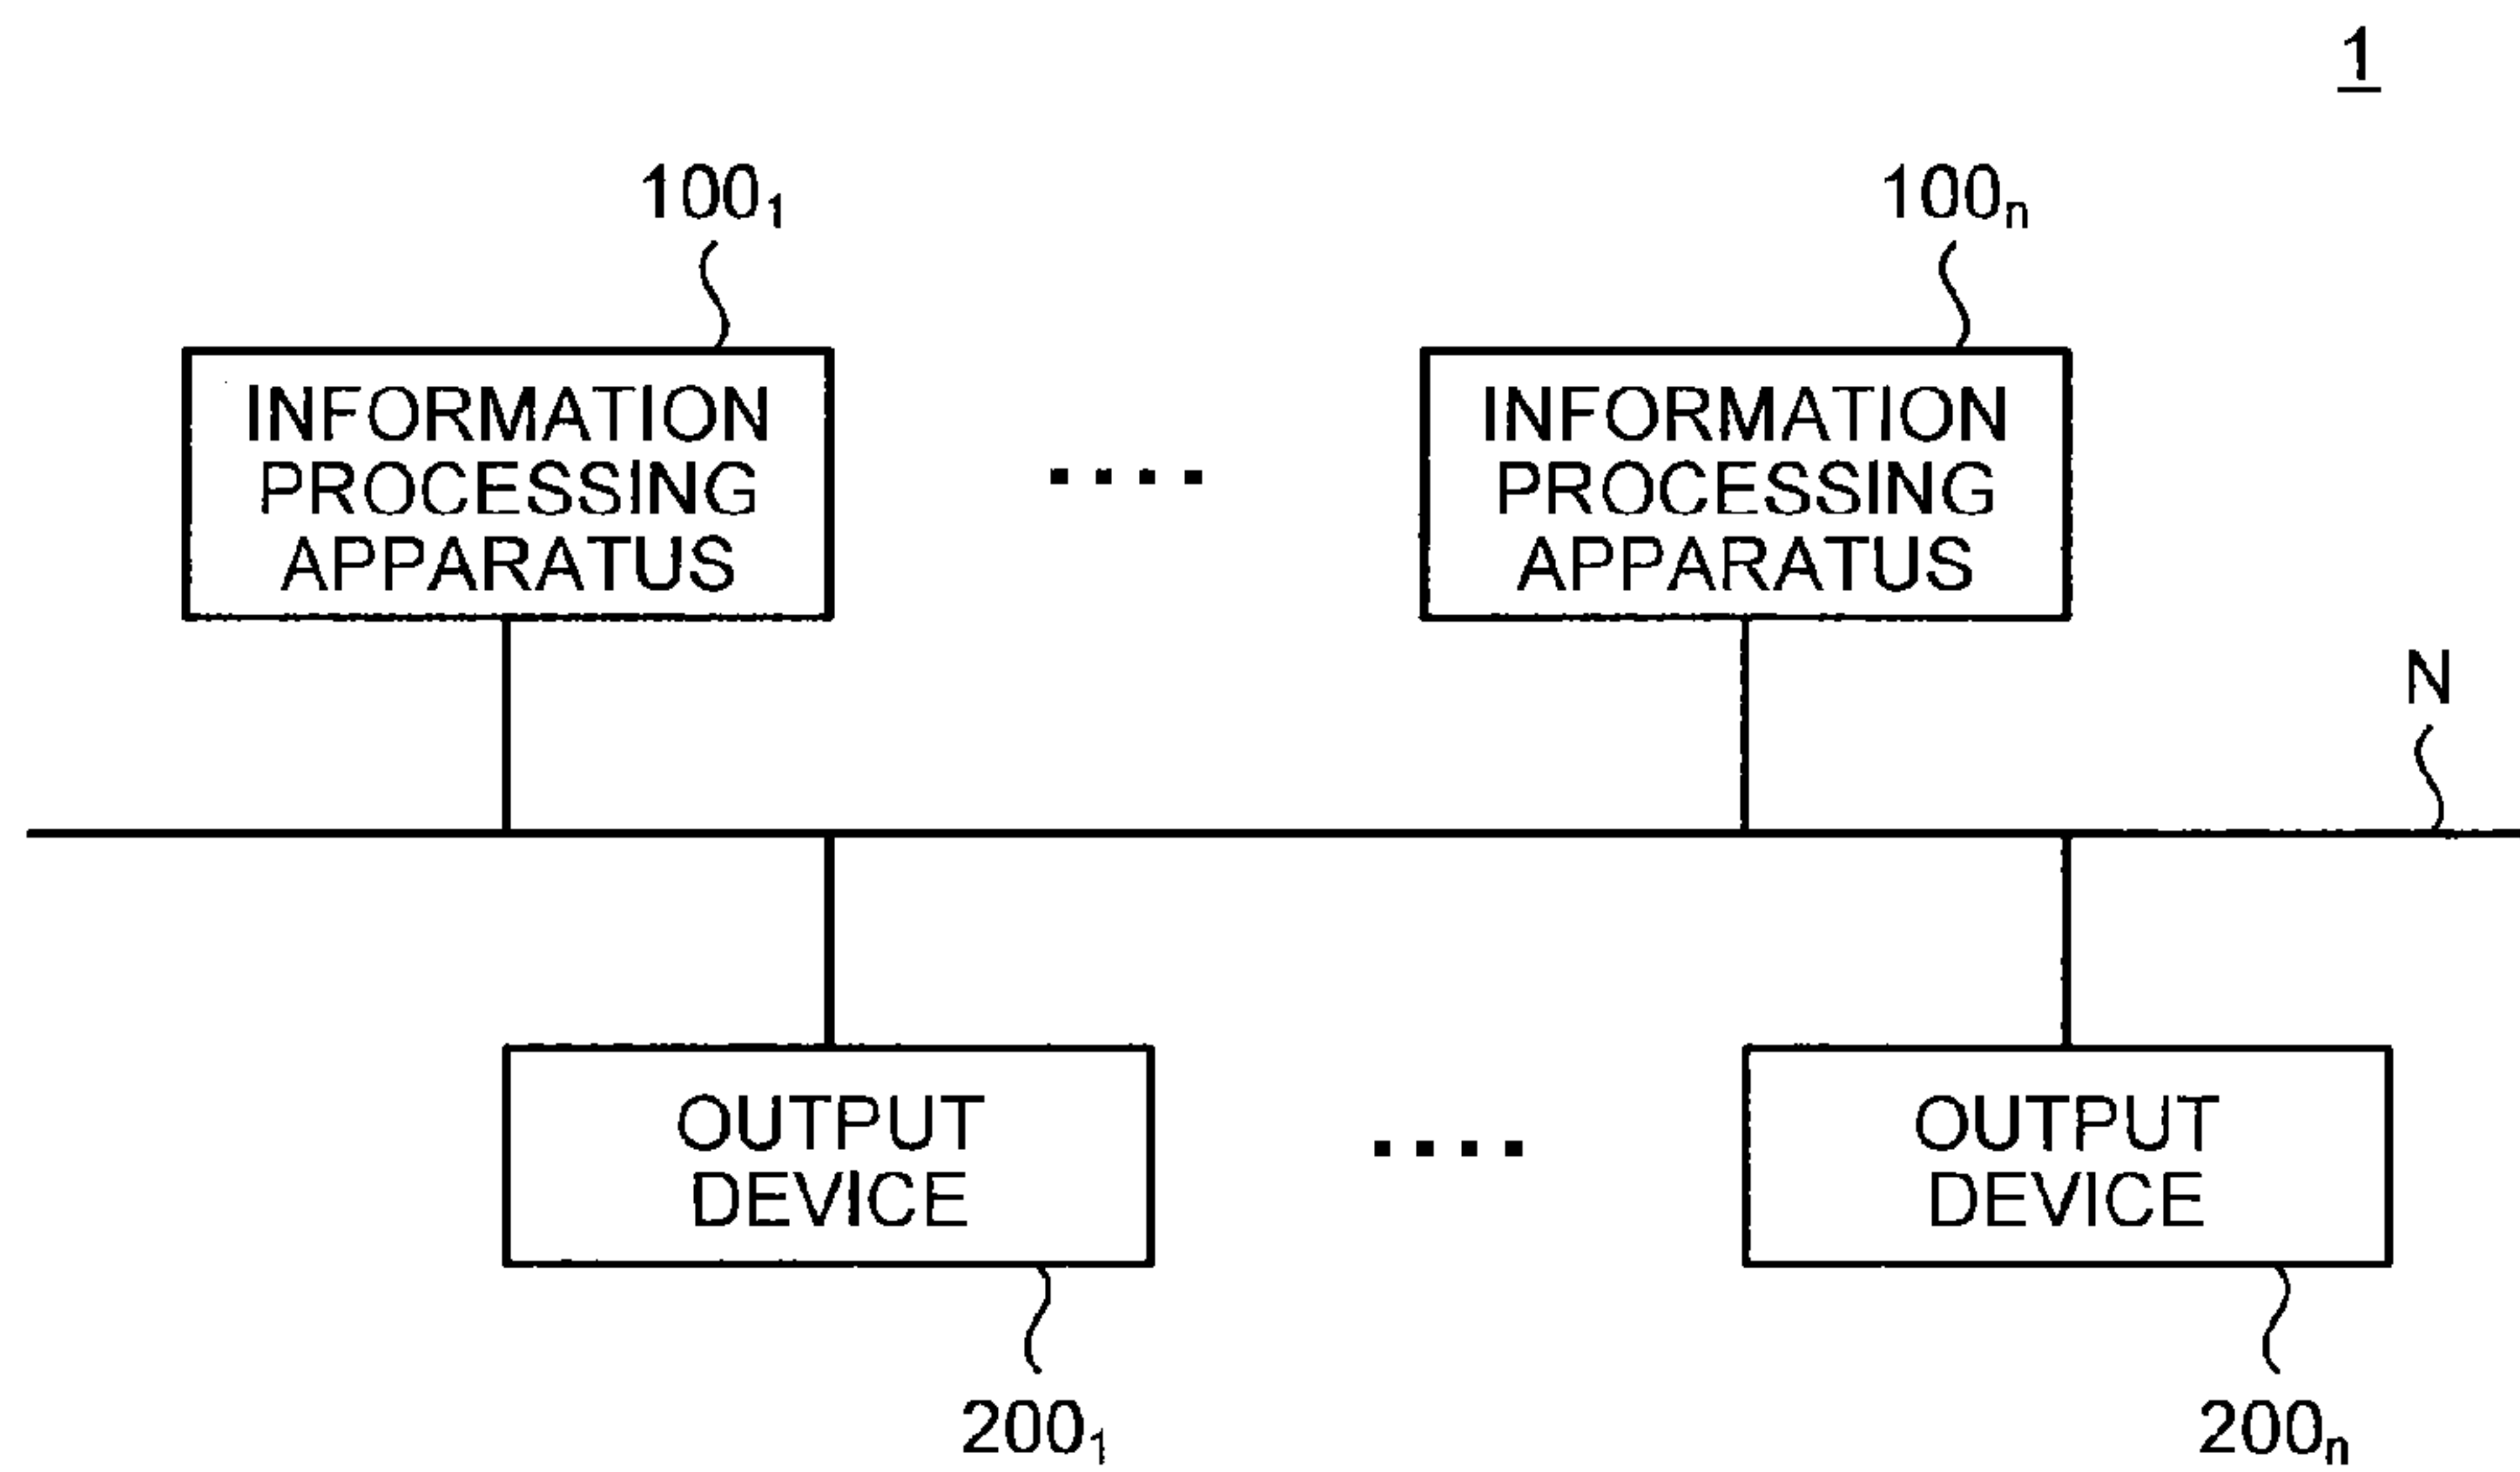 1
100₁
100ₙ
INFORMATION
PROCESSING
APPARATUS
....
INFORMATION
PROCESSING
APPARATUS
N
OUTPUT
DEVICE
....
OUTPUT
DEVICE
200₁
200ₙ